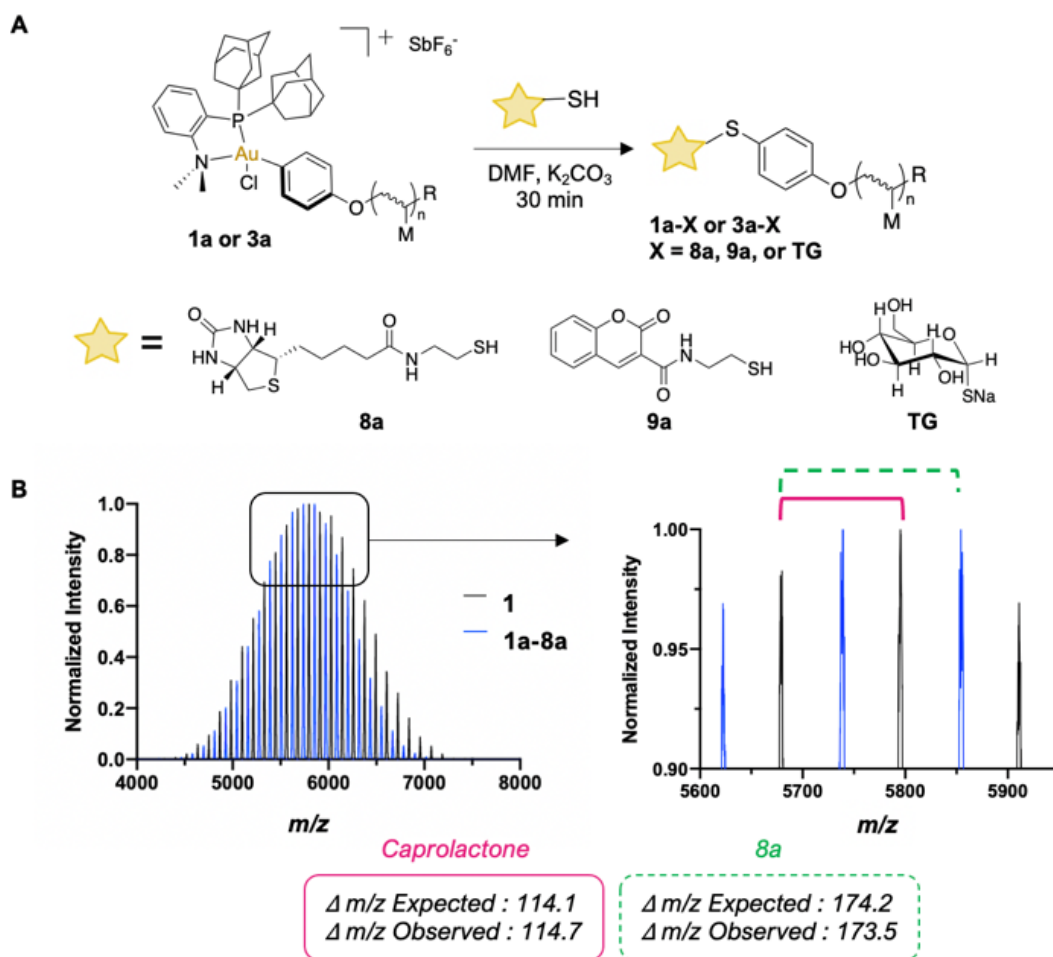 A
+ SbF6-
P
N
Au
Cl
O
n
R
M
1a or 3a
SH
DMF, K2CO3
30 min
S
O
n
R
M
1a-X or 3a-X
X = 8a, 9a, or TG
=
O
NH
HN
H
H
S
O
N
H
SH
8a
O
O
H
N
O
SH
9a
OH
H
HO
O
HO
H
H
H
OH
H
SNa
TG
B
Normalized Intensity
1.0
0.8
0.6
0.4
0.2
0.0
4000 5000 6000 7000 8000
m/z
1
1a-8a
Normalized Intensity
1.00
0.95
0.90
5600 5700 5800 5900
m/z
Caprolactone
Δ m/z Expected : 114.1
Δ m/z Observed : 114.7
8a
Δ m/z Expected : 174.2
Δ m/z Observed : 173.5